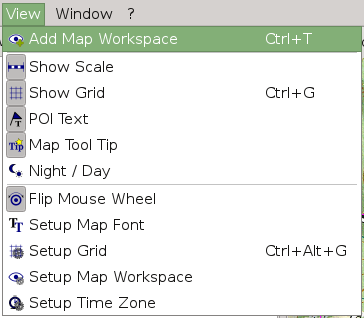 View Window ?
Add Map Workspace Ctrl+T
Show Scale
Show Grid Ctrl+G
POI Text
Map Tool Tip
Night / Day
Flip Mouse Wheel
Setup Map Font
Setup Grid Ctrl+Alt+G
Setup Map Workspace
Setup Time Zone